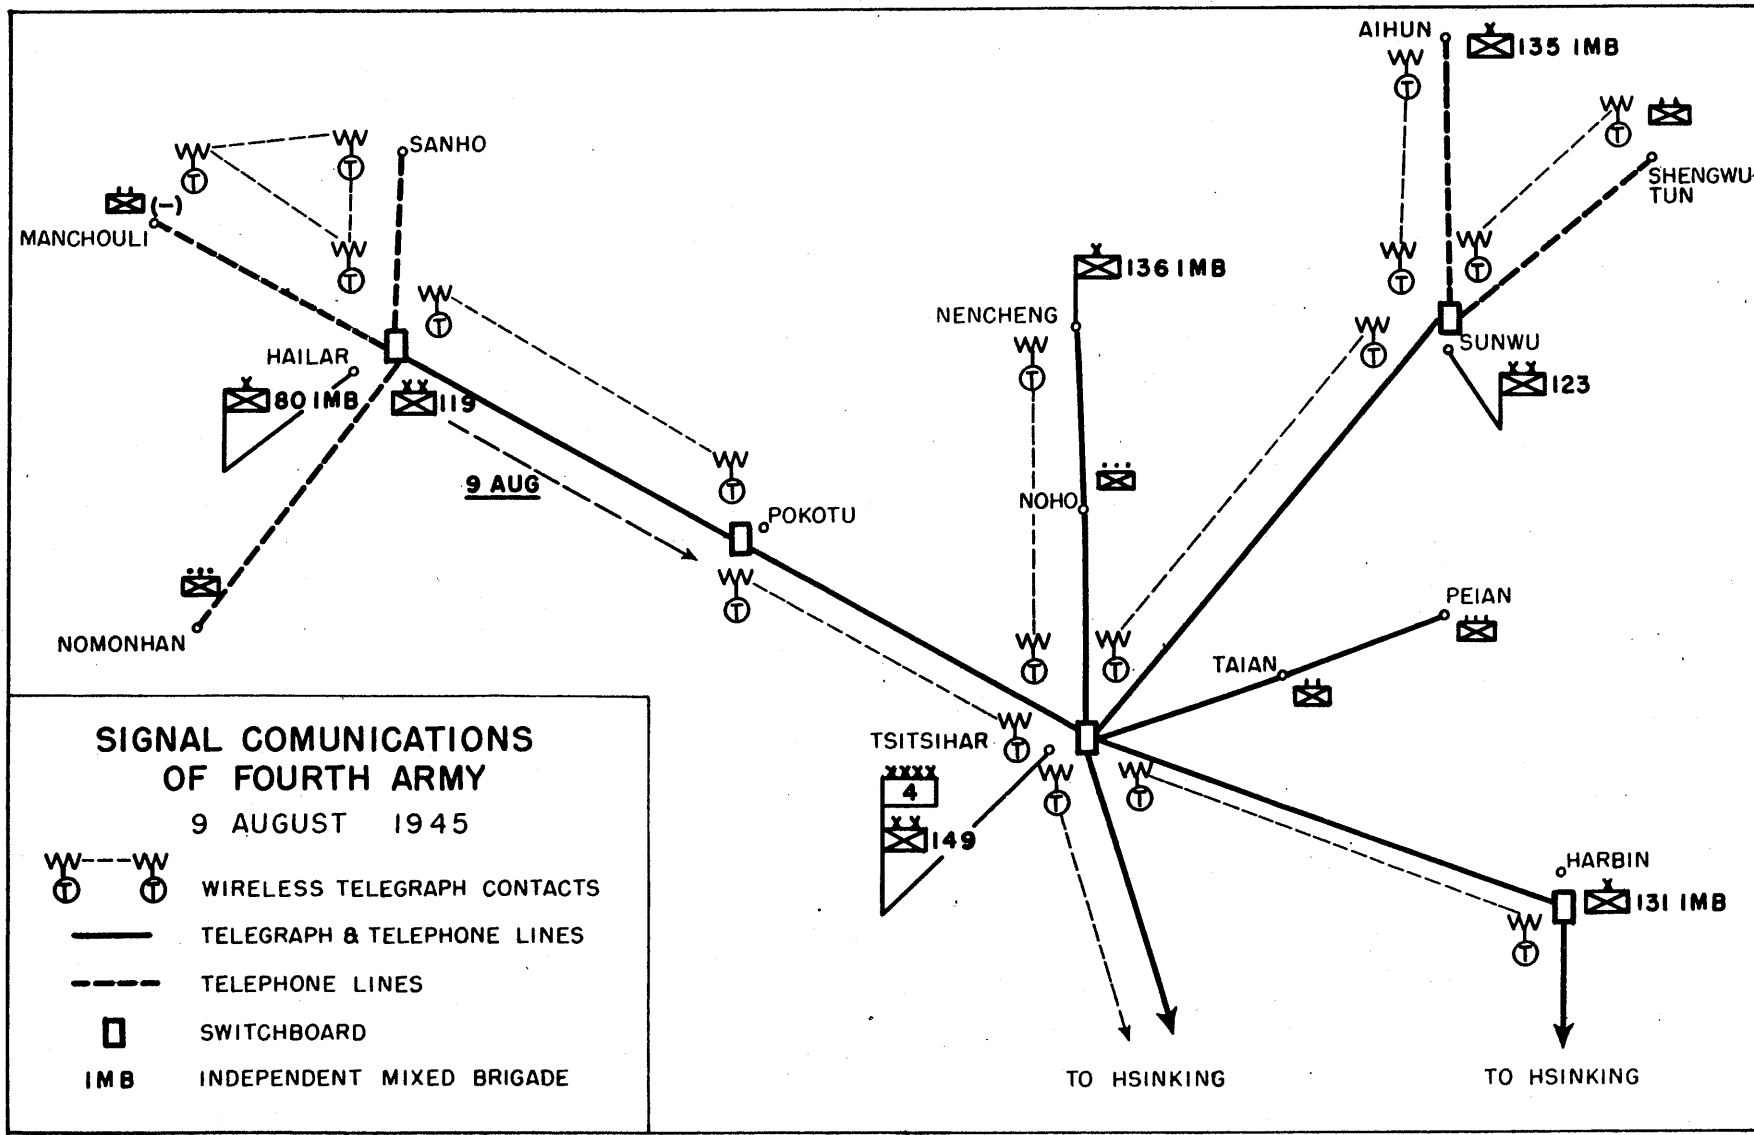 AIHUN
135 IMB
SHENGWU-
TUN
SANHO
(-)
MANCHOULI
136 IMB
NENCHENG
HAILAR
SUNWU
80 IMB
119
123
9 AUG
NOHO
POKOTU
PEIAN
NOMONHAN
TAIAN
TSITSIHAR
4
149
HARBIN
131 IMB
TO HSINKING
TO HSINKING
SIGNAL COMUNICATIONS
OF FOURTH ARMY
9 AUGUST 1945
T T WIRELESS TELEGRAPH CONTACTS
TELEGRAPH & TELEPHONE LINES
TELEPHONE LINES
SWITCHBOARD
IMB INDEPENDENT MIXED BRIGADE